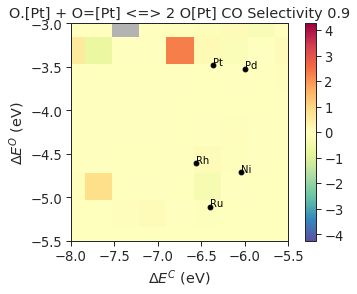 O.[Pt] + O=[Pt] <=> 2 O[Pt] CO Selectivity 0.9
−3.0
−3.5
−4.0
−4.5
−5.0
−5.5
ΔE^O (eV)
Pt
Pd
Rh
Ni
Ru
−8.0 −7.5 −7.0 −6.5 −6.0 −5.5
ΔE^C (eV)
4
3
2
1
0
−1
−2
−3
−4